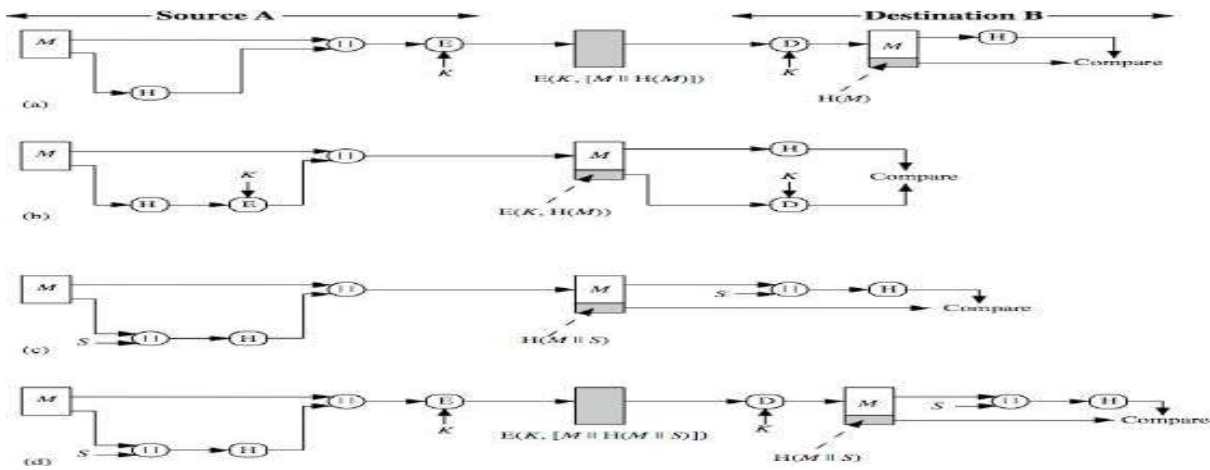 Source A Destination B
M || E D M H
K K Compare
E(K, [M || H(M)])
H
H(M)
(a)
M || M H
K K Compare
H E D
E(K, H(M))
(b)
M || M S || H
Compare
S || H
H(M || S)
(c)
M || E D M S || H
K K Compare
E(K, [M || H(M || S)])
S || H
H(M || S)
(d)